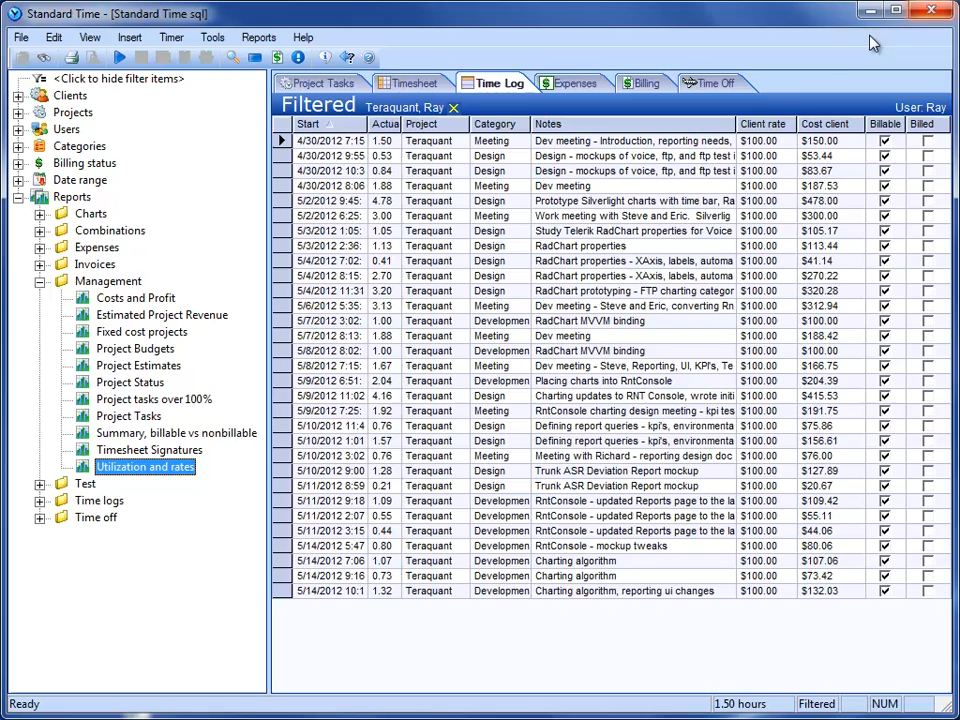 Standard Time - [Standard Time sql]
File Edit View Insert Timer Tools Reports Help
<Click to hide filter items>
Clients
Projects
Users
Categories
Billing status
Date range
Reports
Charts
Combinations
Expenses
Invoices
Management
Costs and Profit
Estimated Project Revenue
Fixed cost projects
Project Budgets
Project Estimates
Project Status
Project tasks over 100%
Project Tasks
Summary, billable vs nonbillable
Timesheet Signatures
Utilization and rates
Test
Time logs
Time off
Project Tasks Timesheet Time Log Expenses Billing Time Off
Filtered Teraquant, Ray User: Ray
Start Actua Project Category Notes Client rate Cost client Billable Billed
4/30/2012 7:15 1.50 Teraquant Meeting Dev meeting - Introduction, reporting needs, $100.00 $150.00
4/30/2012 9:55 0.53 Teraquant Design Design - mockups of voice, ftp, and ftp test i $100.00 $53.44
4/30/2012 10:3 0.84 Teraquant Design Design - mockups of voice, ftp, and ftp test i $100.00 $83.67
4/30/2012 8:06 1.88 Teraquant Meeting Dev meeting $100.00 $187.53
5/2/2012 9:45: 4.78 Teraquant Design Prototype Silverlight charts with time bar, Ra $100.00 $478.00
5/2/2012 6:25: 3.00 Teraquant Meeting Work meeting with Steve and Eric.  Silverlig $100.00 $300.00
5/3/2012 1:05: 1.05 Teraquant Design Study Telerik RadChart properties for Voice $100.00 $105.17
5/3/2012 2:36: 1.13 Teraquant Design RadChart properties $100.00 $113.44
5/4/2012 7:02: 0.41 Teraquant Design RadChart properties - XAxis, labels, automa $100.00 $41.14
5/4/2012 8:15: 2.70 Teraquant Design RadChart properties - XAxis, labels, automa $100.00 $270.22
5/4/2012 11:31 3.20 Teraquant Design RadChart prototyping - FTP charting categor $100.00 $320.28
5/6/2012 5:35: 3.13 Teraquant Meeting Dev meeting - Steve and Eric, converting Rn $100.00 $312.94
5/7/2012 3:02: 1.00 Teraquant Developmen RadChart MVVM binding $100.00 $100.00
5/7/2012 8:13: 1.88 Teraquant Meeting Dev meeting $100.00 $188.42
5/8/2012 8:02: 1.00 Teraquant Developmen RadChart MVVM binding $100.00 $100.00
5/8/2012 7:15: 1.67 Teraquant Meeting Dev meeting - Steve, Reporting, UI, KPI's, Te $100.00 $166.75
5/9/2012 6:51: 2.04 Teraquant Developmen Placing charts into RntConsole $100.00 $204.39
5/9/2012 11:02 4.16 Teraquant Design Charting updates to RNT Console, wrote initi $100.00 $415.53
5/9/2012 7:25: 1.92 Teraquant Meeting RntConsole charting design meeting - kpi tes $100.00 $191.75
5/10/2012 11:4 0.76 Teraquant Design Defining report queries - kpi's, environmenta $100.00 $75.86
5/10/2012 1:01 1.57 Teraquant Design Defining report queries - kpi's, environmenta $100.00 $156.61
5/10/2012 3:02 0.76 Teraquant Meeting Meeting with Richard - reporting design doc $100.00 $76.00
5/10/2012 9:00 1.28 Teraquant Design Trunk ASR Deviation Report mockup $100.00 $127.89
5/11/2012 8:59 0.21 Teraquant Design Trunk ASR Deviation Report mockup $100.00 $20.67
5/11/2012 9:18 1.09 Teraquant Developmen RntConsole - updated Reports page to the la $100.00 $109.42
5/11/2012 2:07 0.55 Teraquant Developmen RntConsole - updated Reports page to the la $100.00 $55.11
5/11/2012 3:15 0.44 Teraquant Developmen RntConsole - updated Reports page to the la $100.00 $44.06
5/14/2012 5:47 0.80 Teraquant Developmen RntConsole - mockup tweaks $100.00 $80.06
5/14/2012 7:06 1.07 Teraquant Developmen Charting algorithm $100.00 $107.06
5/14/2012 9:16 0.73 Teraquant Developmen Charting algorithm $100.00 $73.42
5/14/2012 10:1 1.32 Teraquant Developmen Charting algorithm, reporting ui changes $100.00 $132.03
Ready 1.50 hours Filtered NUM